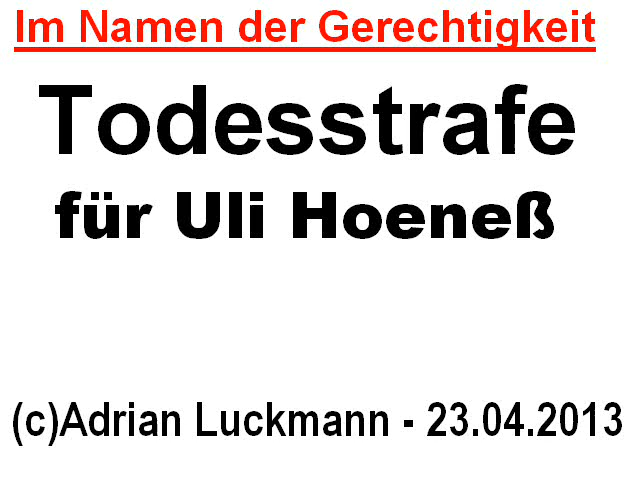 Im Namen der Gerechtigkeit
Todesstrafe
für Uli Hoeneß
(c)Adrian Luckmann - 23.04.2013